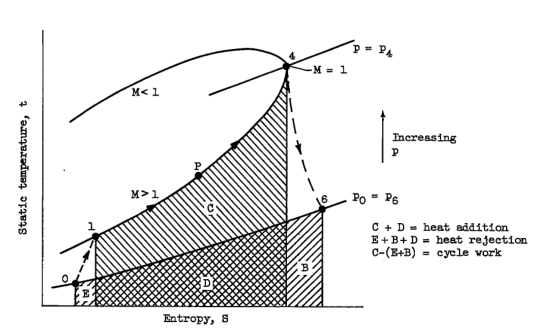 p = p4
4
M = 1
M< 1
Increasing
p
Static temperature, t
P
M> 1
C
6
P0 = P6
1
C + D = heat addition
E + B + D = heat rejection
C-(E+B) = cycle work
0
E
D
B
Entropy, S